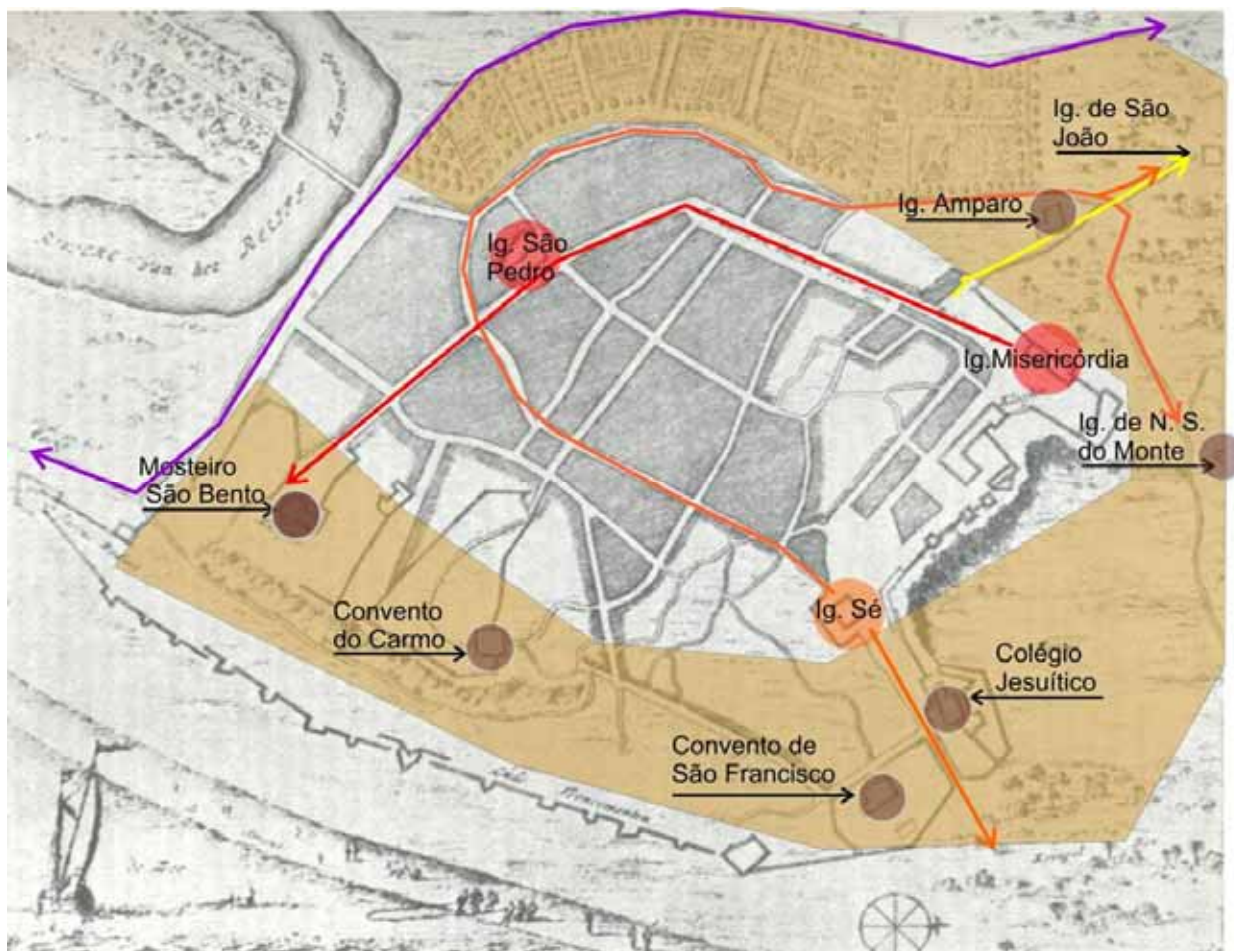 Ig. de São
João
Ig. Amparo
Ig. São
Pedro
Ig.Misericórdia
Ig. de N. S.
do Monte
Mosteiro
São Bento
Convento
do Carmo
Ig. Sé
Colégio
Jesuítico
Convento de
São Francisco